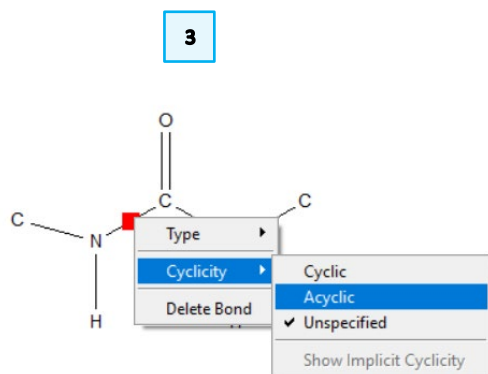 3
O
C
C
C
N
Type
Cyclicity
Cyclic
Delete Bond
Acyclic
H
Unspecified
Show Implicit Cyclicity